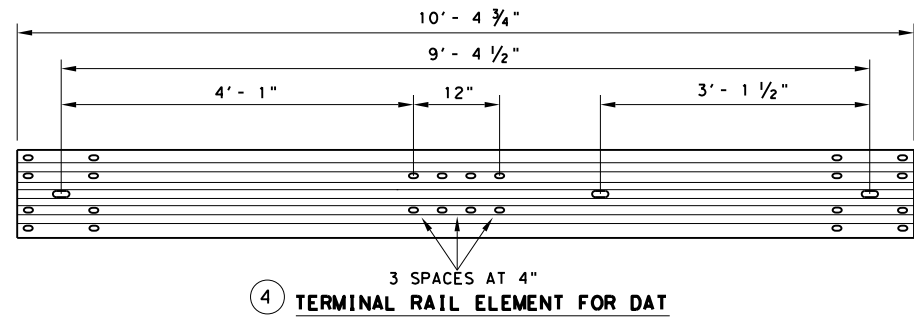 10'- 4 ¾"
9'- 4 ½"
4'- 1" 12" 3'- 1 ½"
3 SPACES AT 4"
4 TERMINAL RAIL ELEMENT FOR DAT